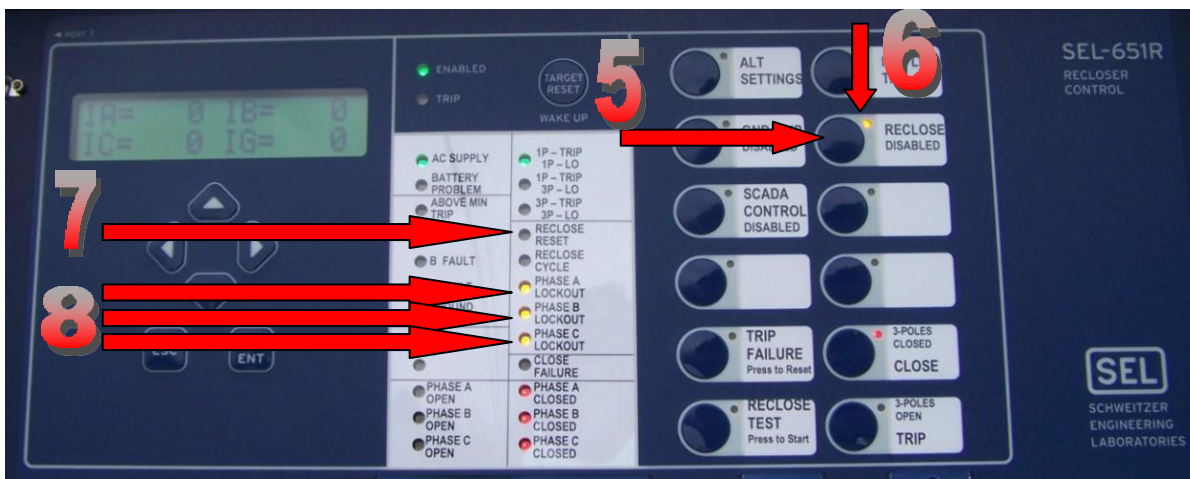 ◄ PORT F
IA= 0 IB= 0
IC= 0 IG= 0
ESC
ENT
7
8
ENABLED
TRIP
TARGET
RESET
WAKE UP
AC SUPPLY
BATTERY
PROBLEM
ABOVE MIN
TRIP
B FAULT
PHASE A
OPEN
PHASE B
OPEN
PHASE C
OPEN
1P – TRIP
1P – LO
1P – TRIP
3P – LO
3P – TRIP
3P – LO
RECLOSE
RESET
RECLOSE
CYCLE
PHASE A
LOCKOUT
PHASE B
LOCKOUT
PHASE C
LOCKOUT
CLOSE
FAILURE
PHASE A
CLOSED
PHASE B
CLOSED
PHASE C
CLOSED
5
6
ALT
SETTINGS
DISABLED
SCADA
CONTROL
DISABLED
TRIP
FAILURE
Press to Reset
RECLOSE
TEST
Press to Start
RECLOSE
DISABLED
3-POLES
CLOSED
CLOSE
3-POLES
OPEN
TRIP
SEL-651R
RECLOSER
CONTROL
SEL
SCHWEITZER
ENGINEERING
LABORATORIES